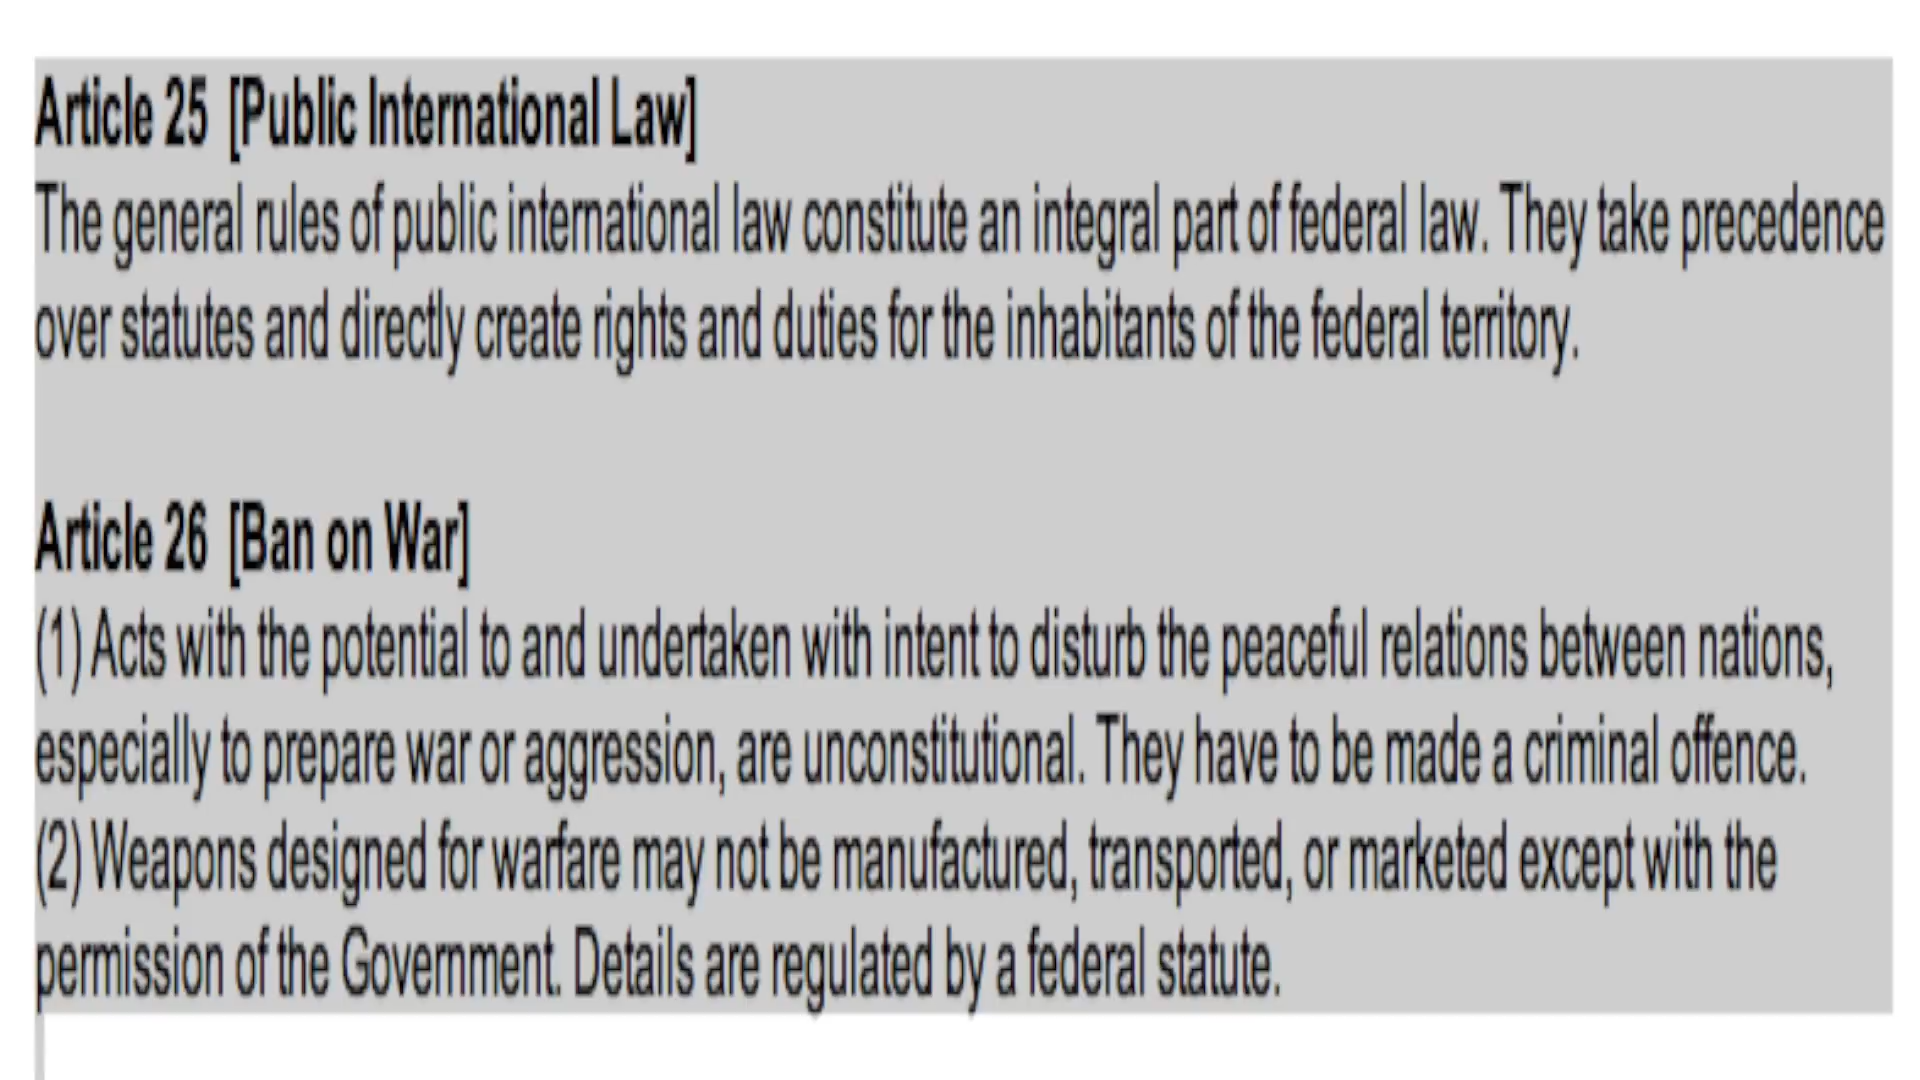 Article 25 [Public International Law]
The general rules of public international law constitute an integral part of federal law. They take precedence
over statutes and directly create rights and duties for the inhabitants of the federal territory.
Article 26 [Ban on War]
(1) Acts with the potential to and undertaken with intent to disturb the peaceful relations between nations,
especially to prepare war or aggression, are unconstitutional. They have to be made a criminal offence.
(2) Weapons designed for warfare may not be manufactured, transported, or marketed except with the
permission of the Government. Details are regulated by a federal statute.